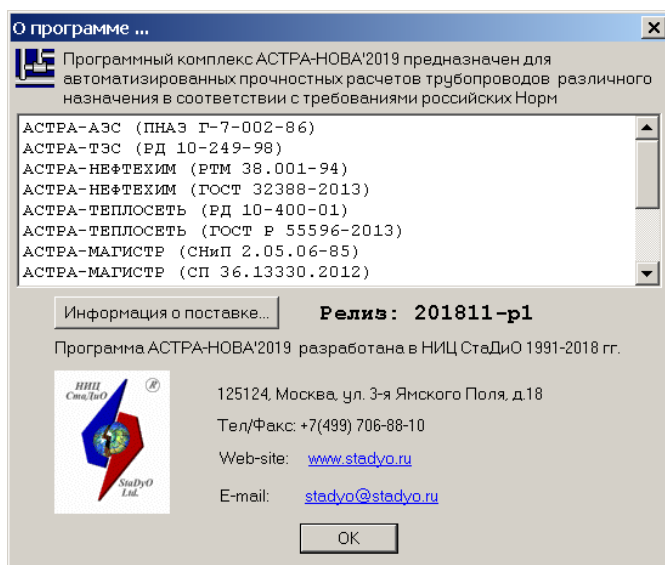 О программе ...
Программный комплекс АСТРА-НОВА'2019 предназначен для
автоматизированных прочностных расчетов трубопроводов различного
назначения в соответствии с требованиями российских Норм
АСТРА-АЭС (ПНАЭ Г-7-002-86)
АСТРА-ТЭС (РД 10-249-98)
АСТРА-НЕФТЕХИМ (РТМ 38.001-94)
АСТРА-НЕФТЕХИМ (ГОСТ 32388-2013)
АСТРА-ТЕПЛОСЕТЬ (РД 10-400-01)
АСТРА-ТЕПЛОСЕТЬ (ГОСТ Р 55596-2013)
АСТРА-МАГИСТР (СНиП 2.05.06-85)
АСТРА-МАГИСТР (СП 36.13330.2012)
Информация о поставке...
Релиз: 201811-p1
Программа АСТРА-НОВА'2019 разработана в НИЦ СтаДиО 1991-2018 гг.
НИЦ
СтаДиО
®
StaDyO
Ltd.
125124, Москва, ул. 3-я Ямского Поля, д.18
Тел/Факс: +7(499) 706-88-10
Web-site: www.stadyo.ru
E-mail: stadyo@stadyo.ru
OK